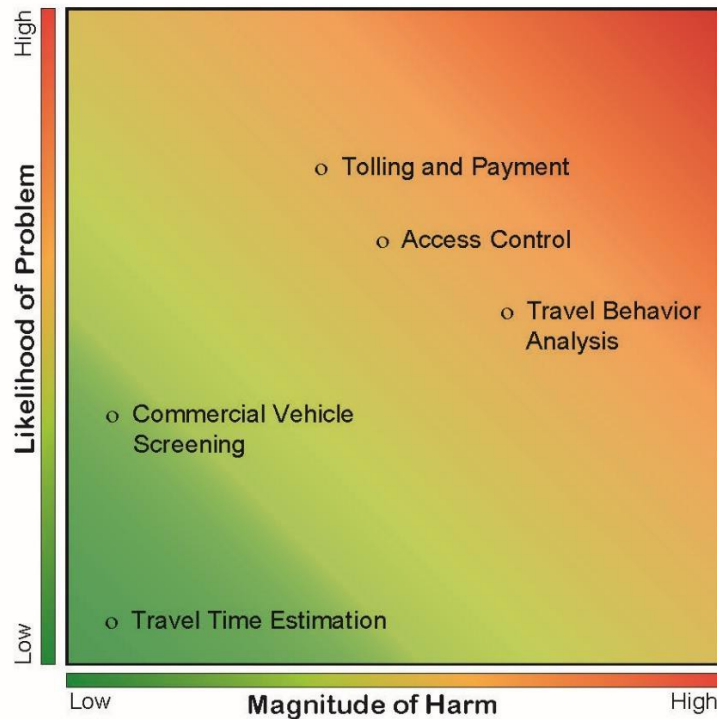 High
Tolling and Payment
Access Control
Travel Behavior
Analysis
Likelihood of Problem
Commercial Vehicle
Screening
Travel Time Estimation
Low
Low
Magnitude of Harm
High